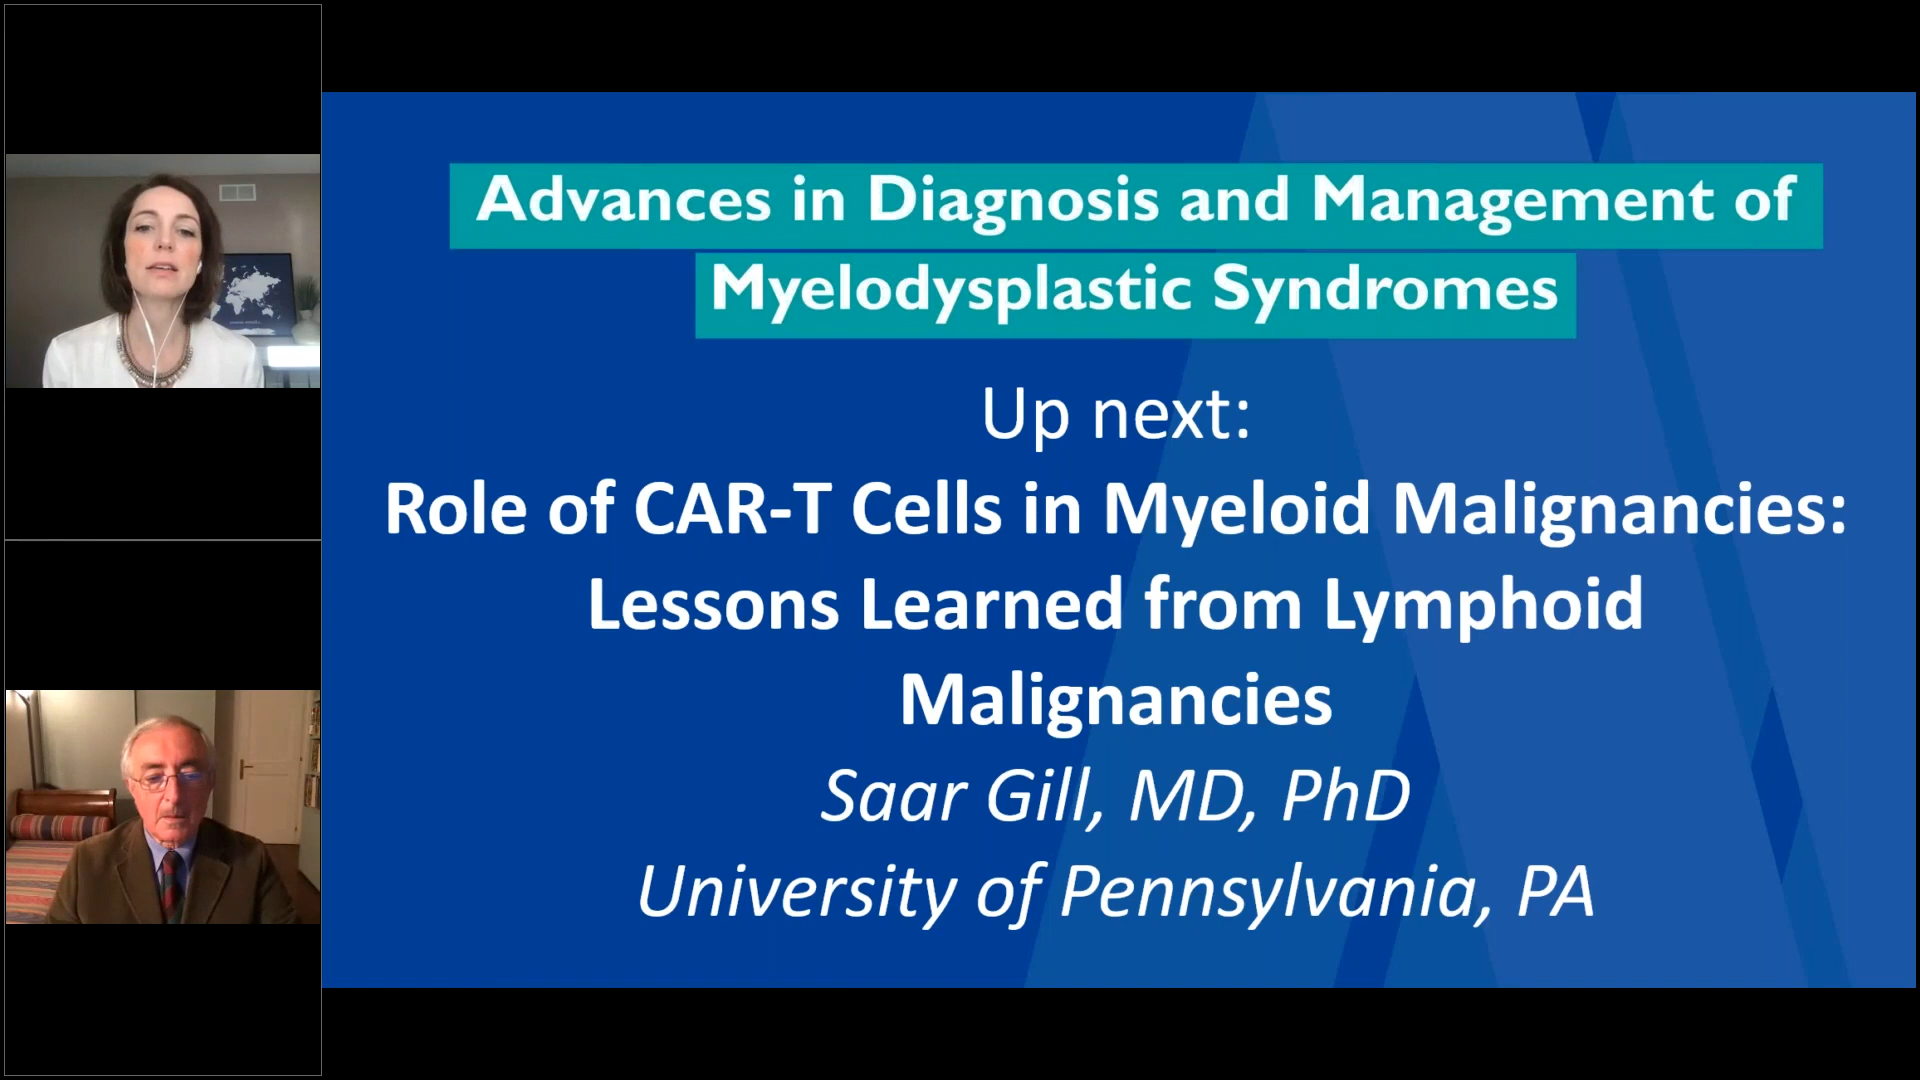 Advances in Diagnosis and Management of
Myelodysplastic Syndromes
Up next:
Role of CAR-T Cells in Myeloid Malignancies:
Lessons Learned from Lymphoid
Malignancies
Saar Gill, MD, PhD
University of Pennsylvania, PA